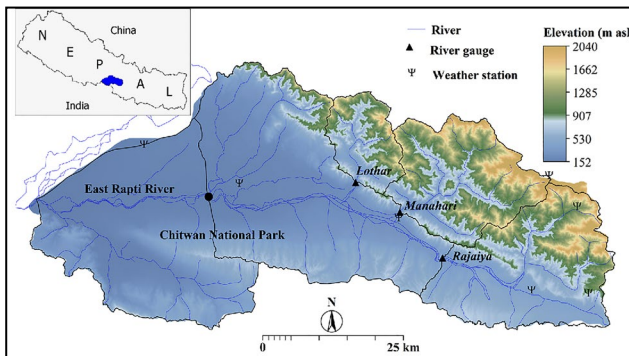 China
N
E
P
A
L
India
River
River gauge
Weather station
Elevation (m asl)
2040
1662
1285
907
530
152
Lothar
East Rapti River
Manahari
Chitwan National Park
Rajaiya
N
0 25 km